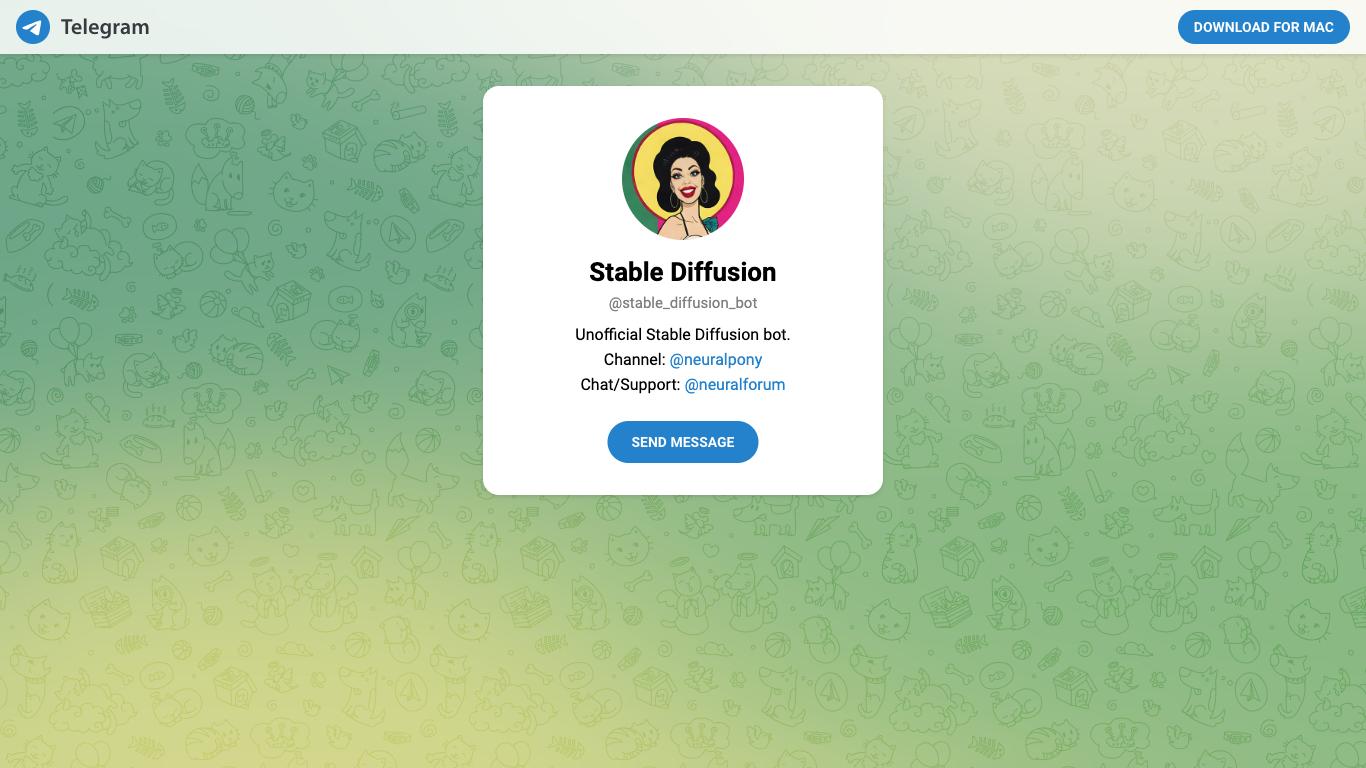 Telegram
DOWNLOAD FOR MAC
Stable Diffusion
@stable_diffusion_bot
Unofficial Stable Diffusion bot.
Channel: @neuralpony
Chat/Support: @neuralforum
SEND MESSAGE